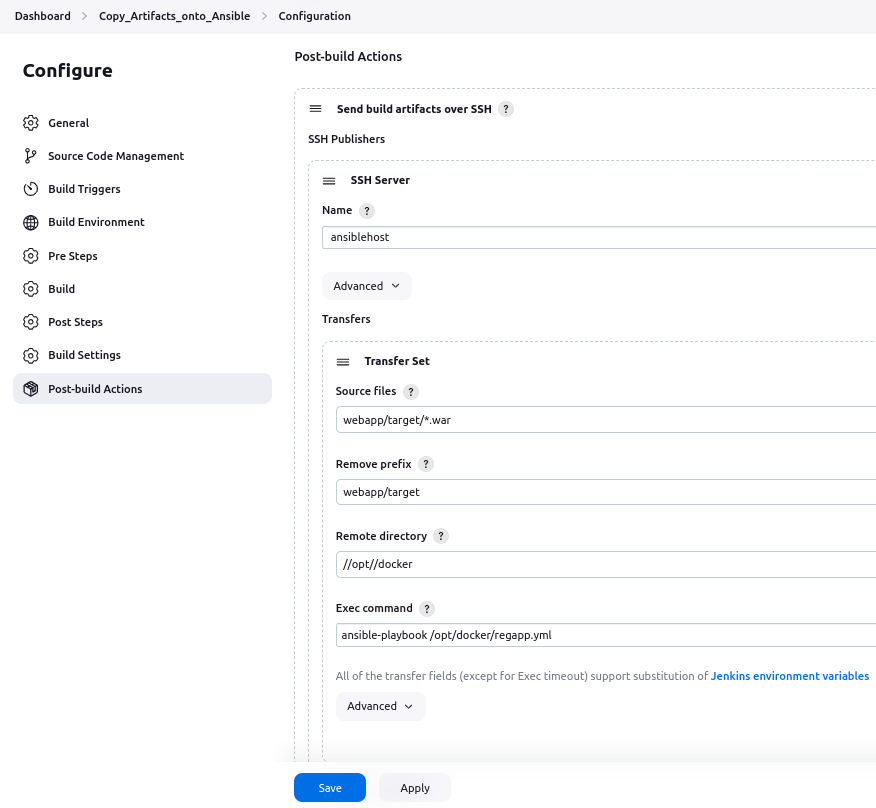 Dashboard > Copy_Artifacts_onto_Ansible > Configuration
Configure
General
Source Code Management
Build Triggers
Build Environment
Pre Steps
Build
Post Steps
Build Settings
Post-build Actions
Post-build Actions
Send build artifacts over SSH ?
SSH Publishers
SSH Server
Name ?
ansiblehost
Advanced
Transfers
Transfer Set
Source files ?
webapp/target/*.war
Remove prefix ?
webapp/target
Remote directory ?
//opt//docker
Exec command ?
ansible-playbook /opt/docker/regapp.yml
All of the transfer fields (except for Exec timeout) support substitution of Jenkins environment variables
Advanced
Save Apply